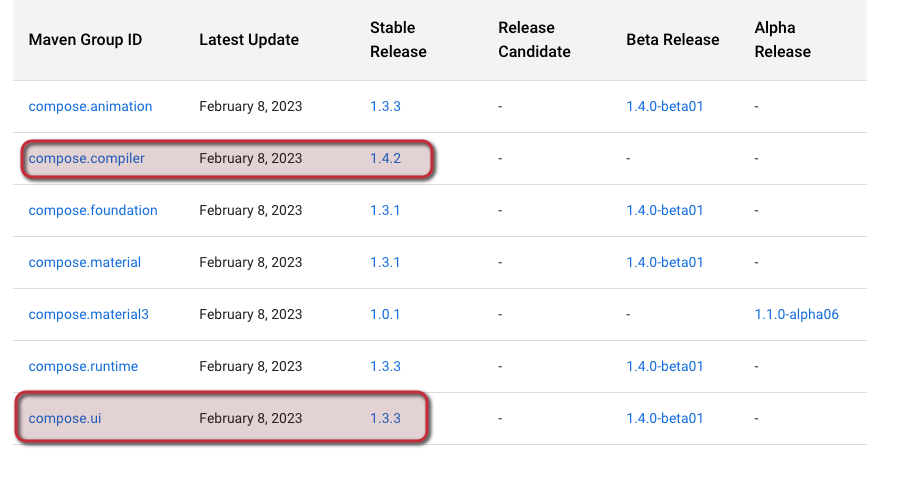 Maven Group ID Latest Update Stable Release Release Candidate Beta Release Alpha Release
compose.animation February 8, 2023 1.3.3 - 1.4.0-beta01 -
compose.compiler February 8, 2023 1.4.2 - - -
compose.foundation February 8, 2023 1.3.1 - 1.4.0-beta01 -
compose.material February 8, 2023 1.3.1 - 1.4.0-beta01 -
compose.material3 February 8, 2023 1.0.1 - - 1.1.0-alpha06
compose.runtime February 8, 2023 1.3.3 - 1.4.0-beta01 -
compose.ui February 8, 2023 1.3.3 - 1.4.0-beta01 -